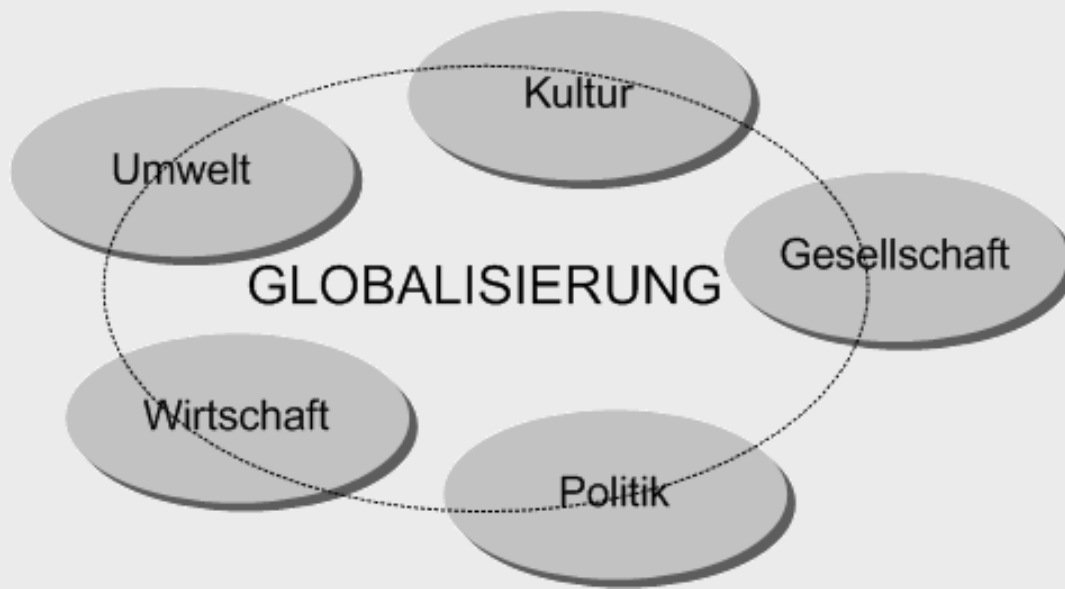 Kultur
Umwelt
Gesellschaft
GLOBALISIERUNG
Wirtschaft
Politik